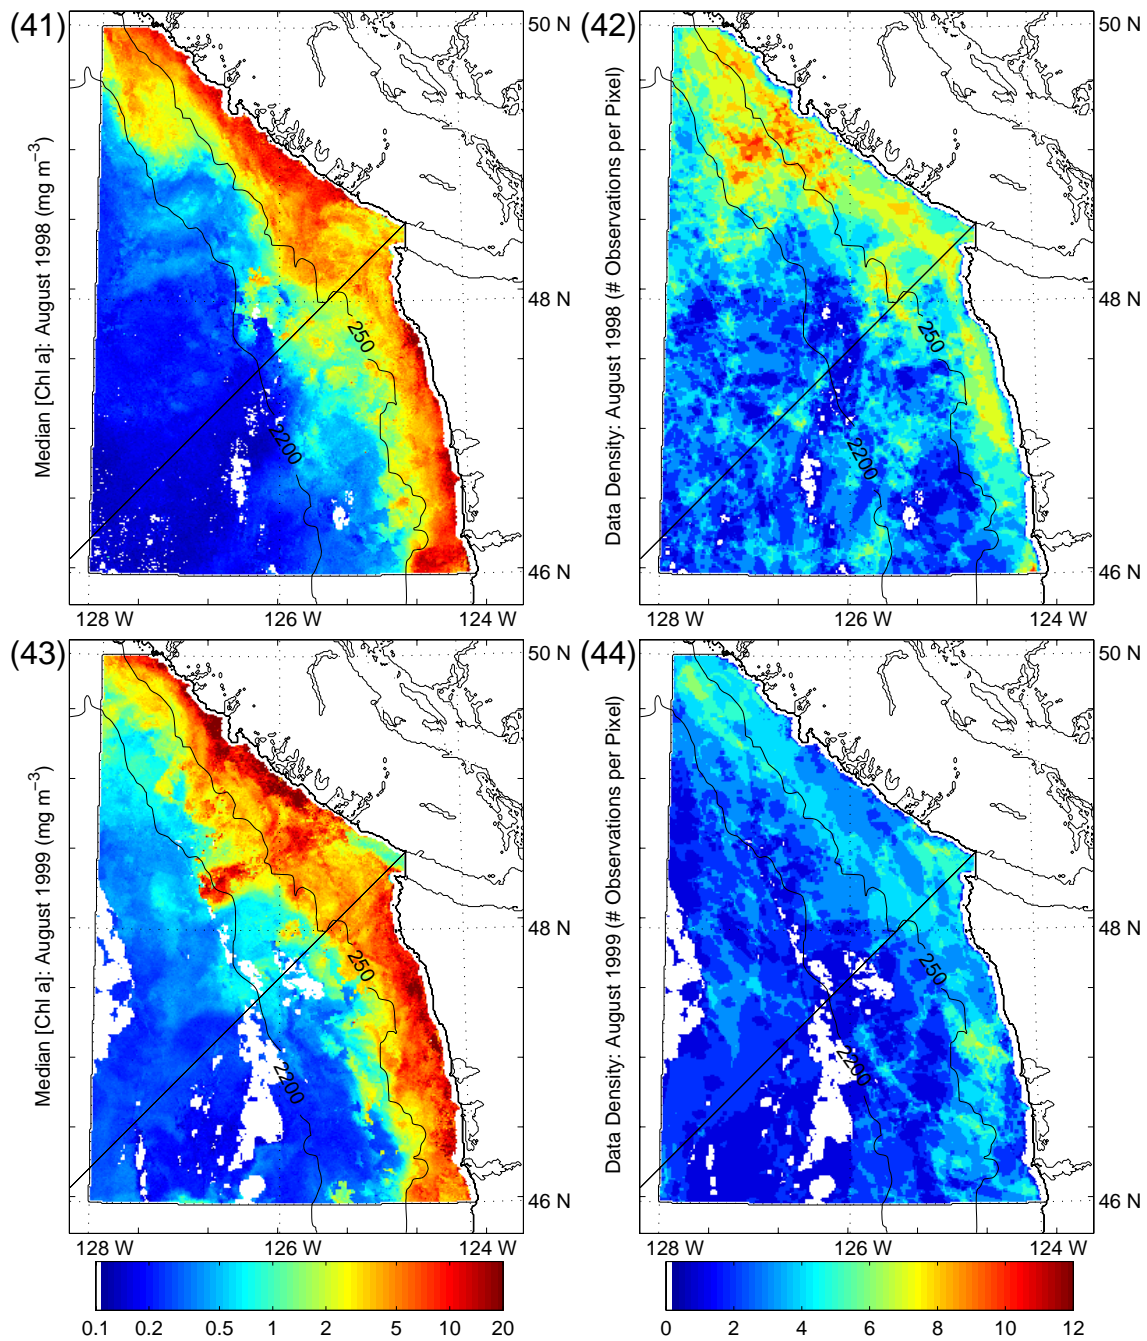 (41)
Median [Chl a]: August 1998 (mg m⁻³)
50 N
48 N
46 N
128 W
126 W
124 W
250
2200
(42)
Data Density: August 1998 (# Observations per Pixel)
50 N
48 N
46 N
128 W
126 W
124 W
250
2200
(43)
Median [Chl a]: August 1999 (mg m⁻³)
50 N
48 N
46 N
128 W
126 W
124 W
250
2200
0.1 0.2 0.5 1 2 5 10 20
(44)
Data Density: August 1999 (# Observations per Pixel)
50 N
48 N
46 N
128 W
126 W
124 W
250
2200
0 2 4 6 8 10 12